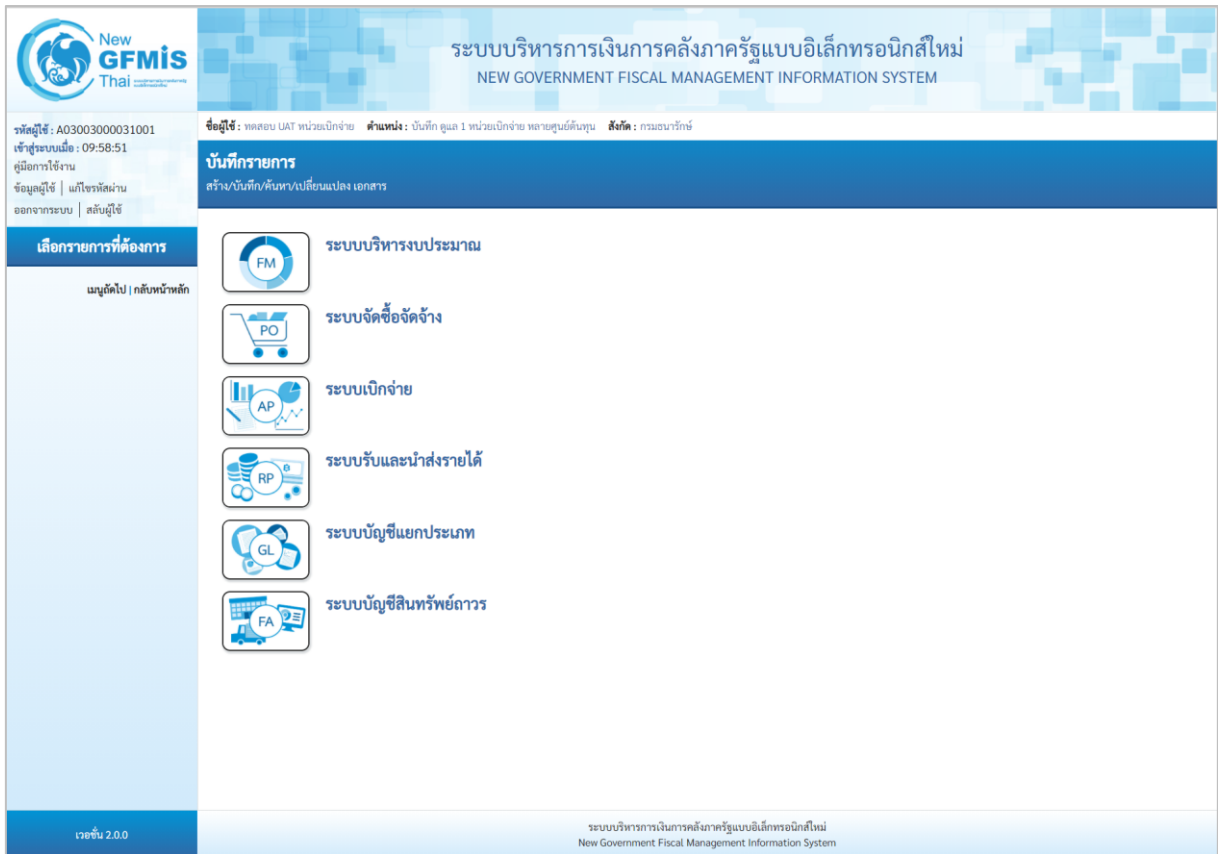 New
GFMiS
Thai
ระบบบริหารการเงินการคลังภาครัฐแบบอิเล็กทรอนิกส์ใหม่
NEW GOVERNMENT FISCAL MANAGEMENT INFORMATION SYSTEM
รหัสผู้ใช้ : A03003000031001
เข้าสู่ระบบเมื่อ : 09:58:51
คู่มือการใช้งาน
ข้อมูลผู้ใช้ | แก้ไขรหัสผ่าน
ออกจากระบบ | สลับผู้ใช้
ชื่อผู้ใช้ : ทดสอบ UAT หน่วยเบิกจ่าย ตำแหน่ง : บันทึก ดูแล 1 หน่วยเบิกจ่าย หลายศูนย์ต้นทุน สังกัด : กรมธนารักษ์
บันทึกรายการ
สร้าง/บันทึก/ค้นหา/เปลี่ยนแปลง เอกสาร
เลือกรายการที่ต้องการ
เมนูถัดไป | กลับหน้าหลัก
FM
ระบบบริหารงบประมาณ
PO
ระบบจัดซื้อจัดจ้าง
AP
ระบบเบิกจ่าย
RP
ระบบรับและนำส่งรายได้
GL
ระบบบัญชีแยกประเภท
FA
ระบบบัญชีสินทรัพย์ถาวร
เวอชั่น 2.0.0
ระบบบริหารการเงินการคลังภาครัฐแบบอิเล็กทรอนิกส์ใหม่
New Government Fiscal Management Information System